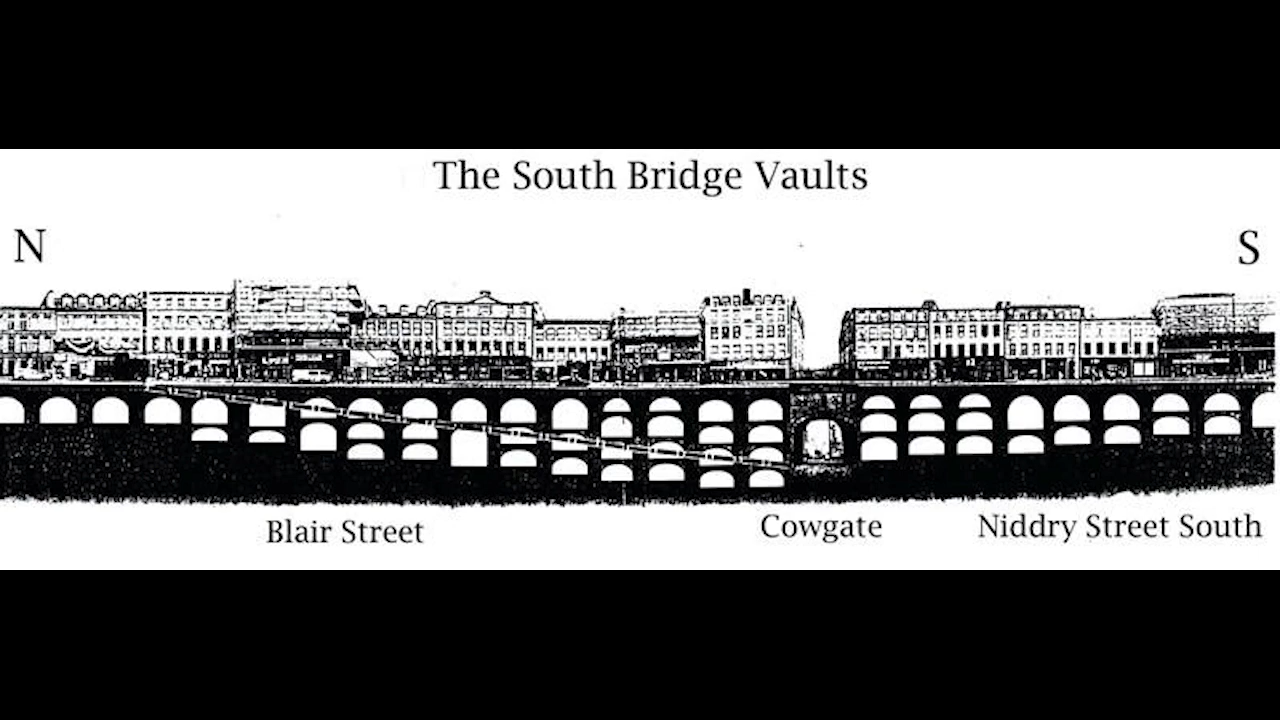 The South Bridge Vaults
N
S
Blair Street
Cowgate
Niddry Street South